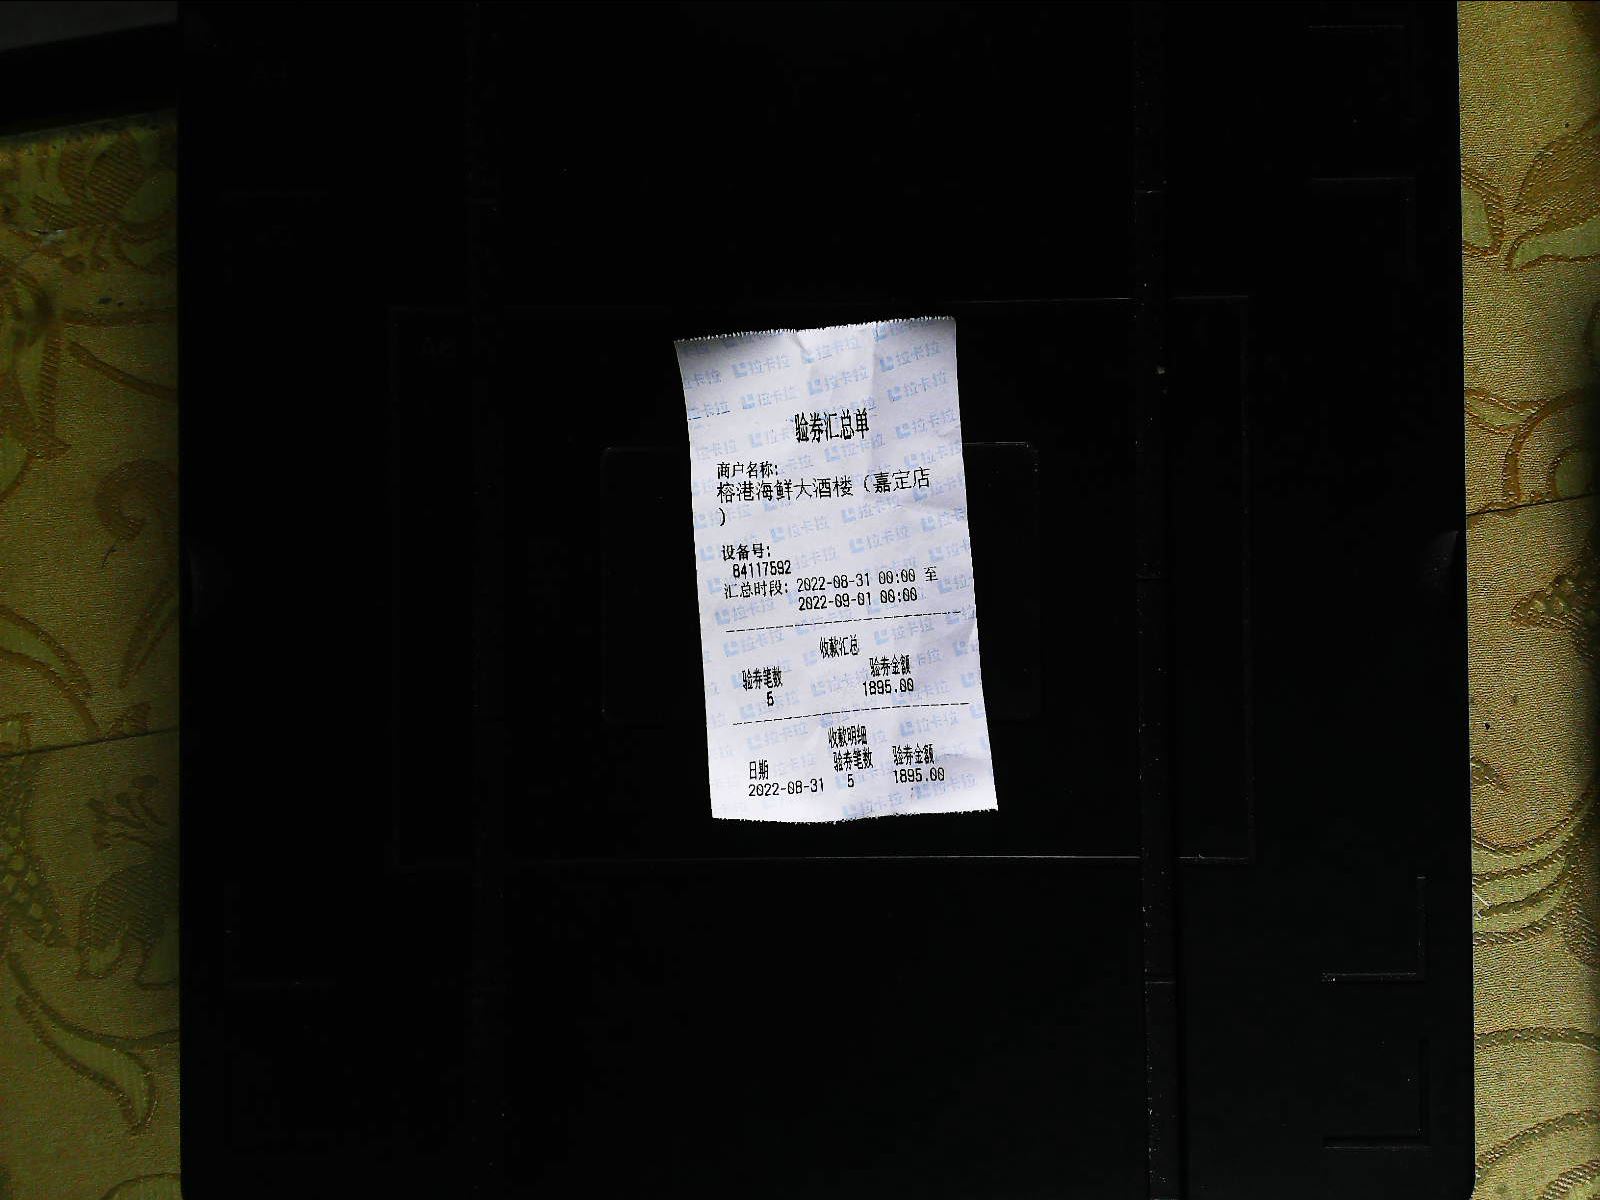 验券汇总单
商户名称:
榕港海鲜大酒楼（嘉定店
）
设备号:
84117592
汇总时段: 2022-08-31 00:00 至
2022-09-01 00:00
收款汇总
验券笔数 验券金额
5 1895.00
收款明细
日期 验券笔数 验券金额
2022-08-31 5 1895.00
拉卡拉